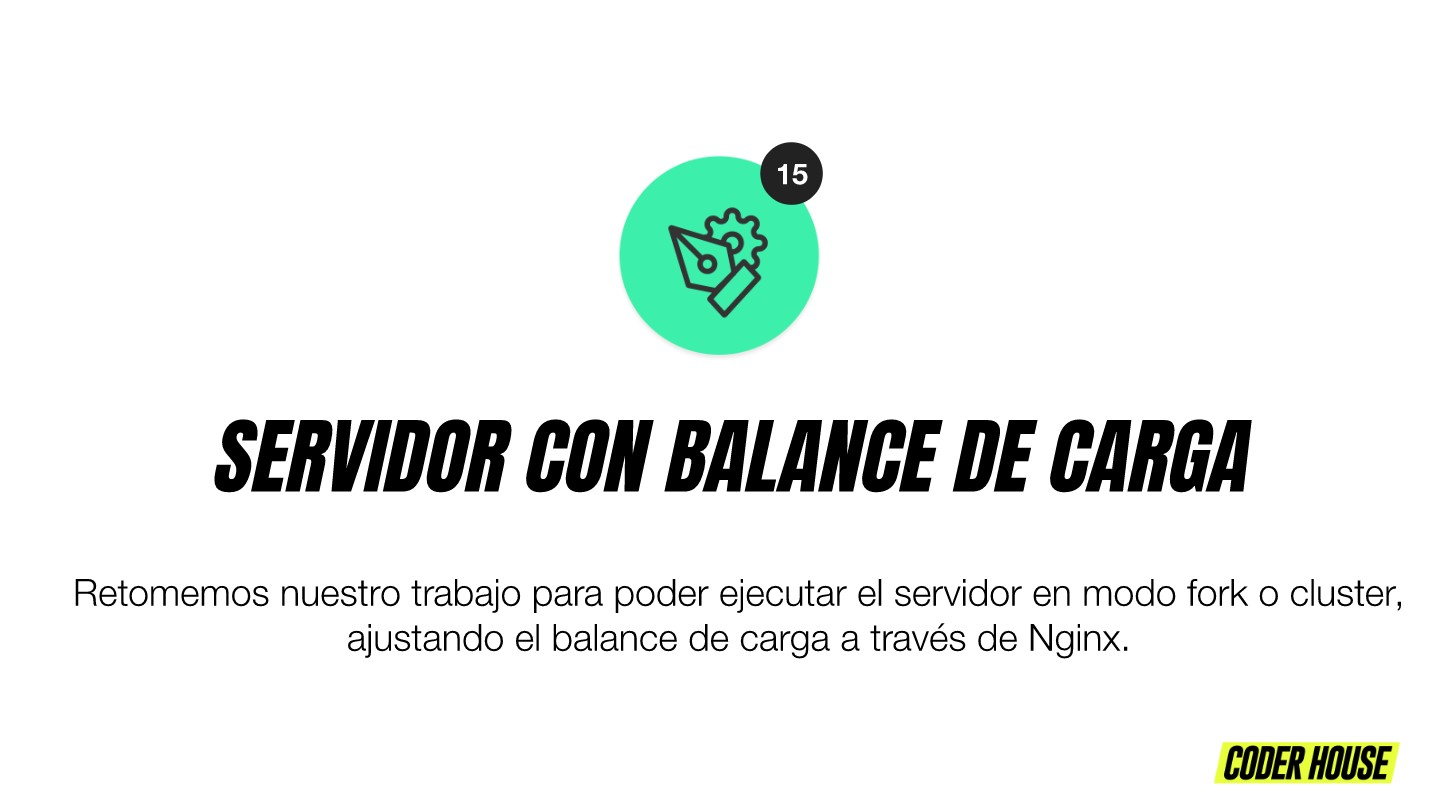 15
SERVIDOR CON BALANCE DE CARGA
Retomemos nuestro trabajo para poder ejecutar el servidor en modo fork o cluster,
ajustando el balance de carga a través de Nginx.
CODER HOUSE